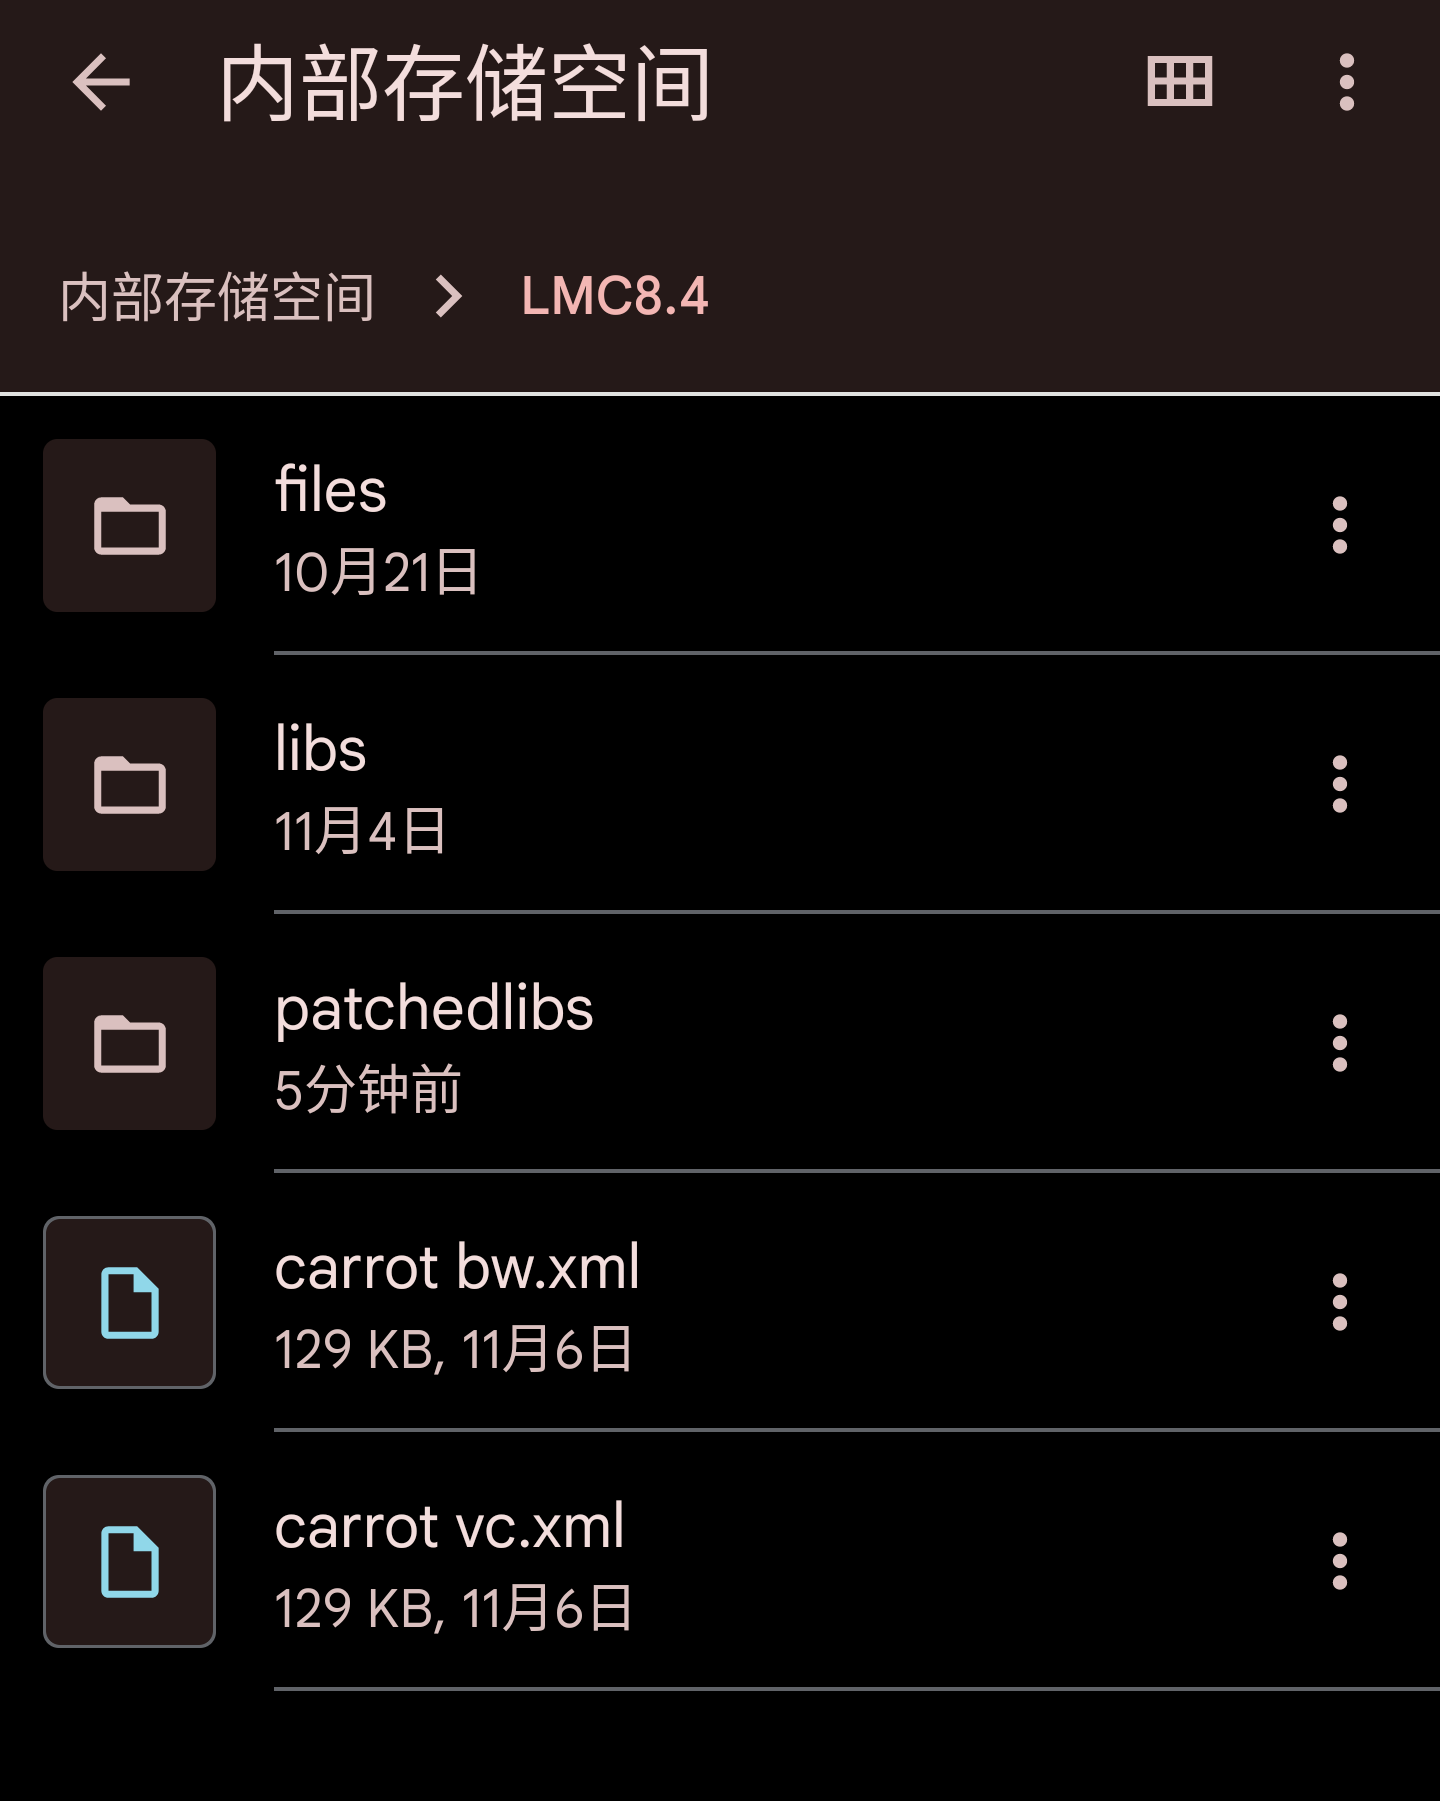 内部存储空间
内部存储空间 > LMC8.4
files
10月21日
libs
11月4日
patchedlibs
5分钟前
carrot bw.xml
129 KB, 11月6日
carrot vc.xml
129 KB, 11月6日